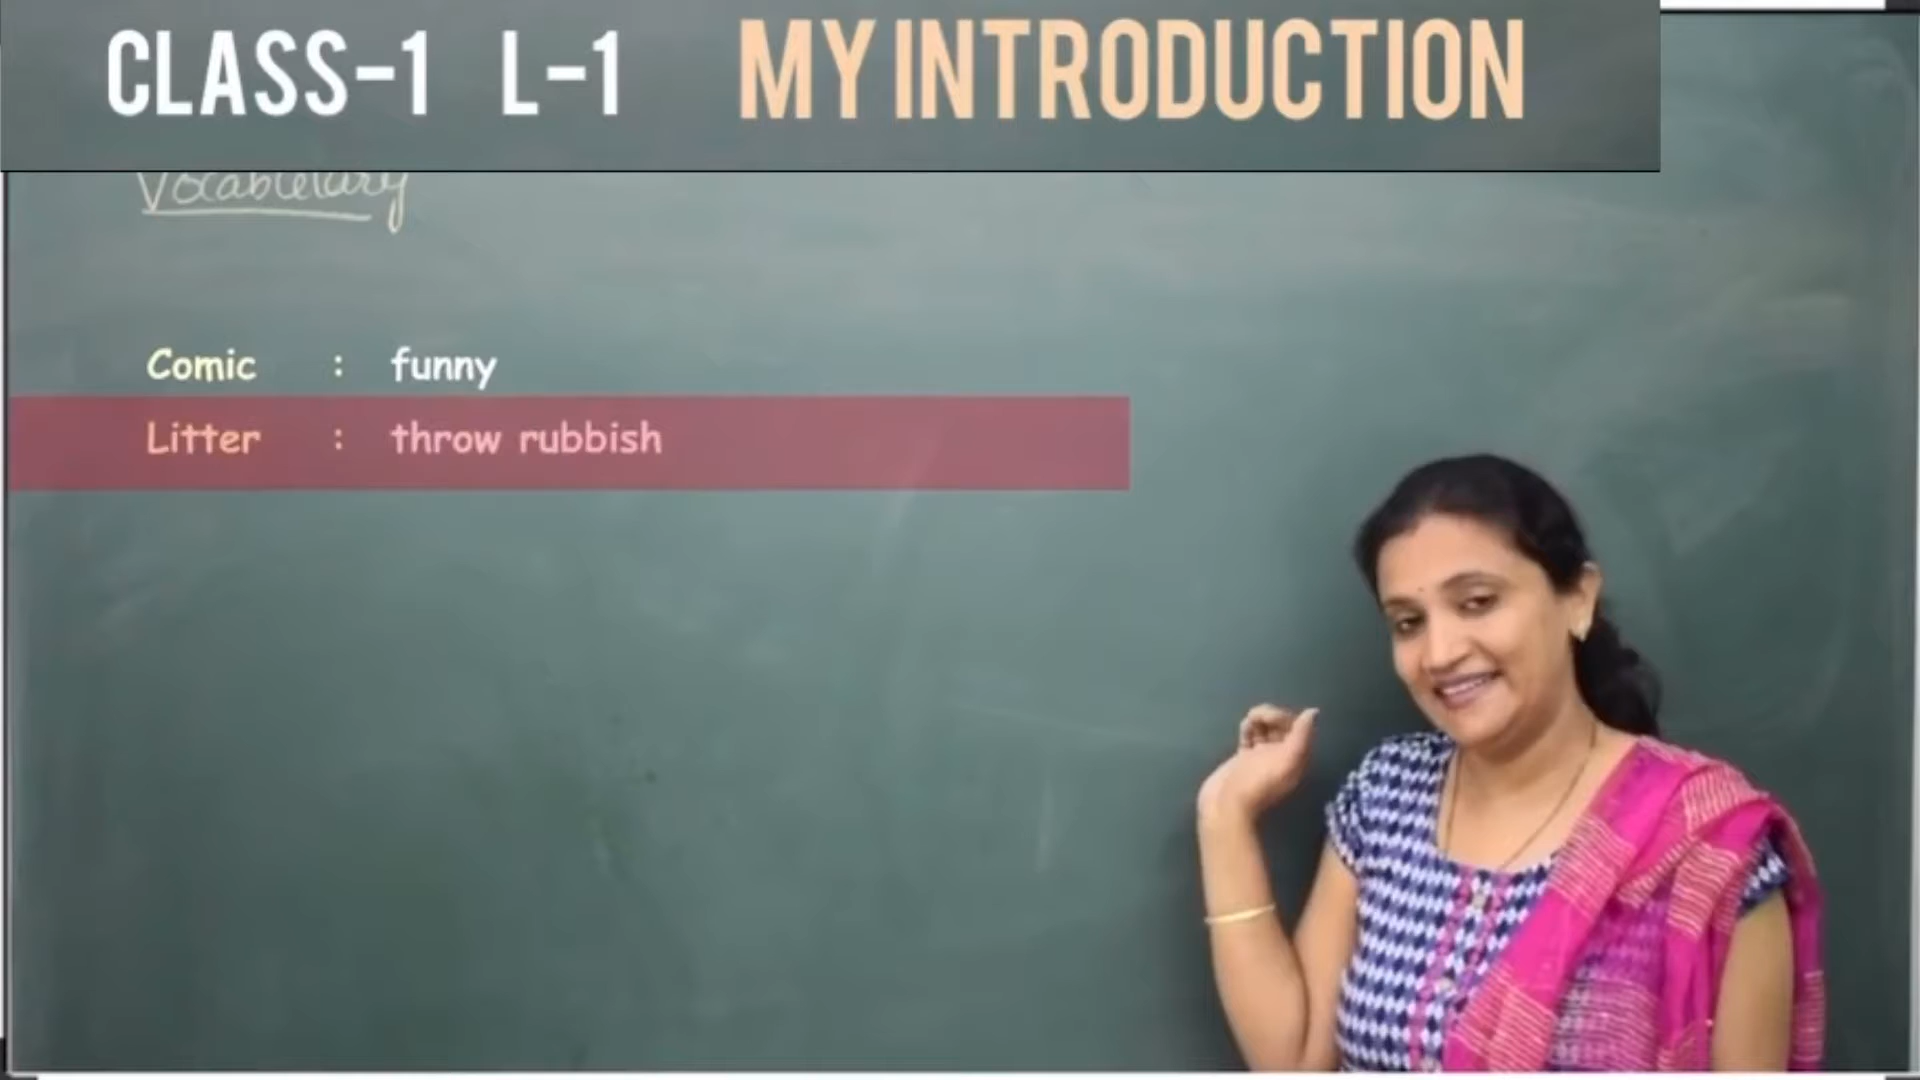 CLASS-1 L-1 MY INTRODUCTION
Vocabulary
Comic : funny
Litter : throw rubbish